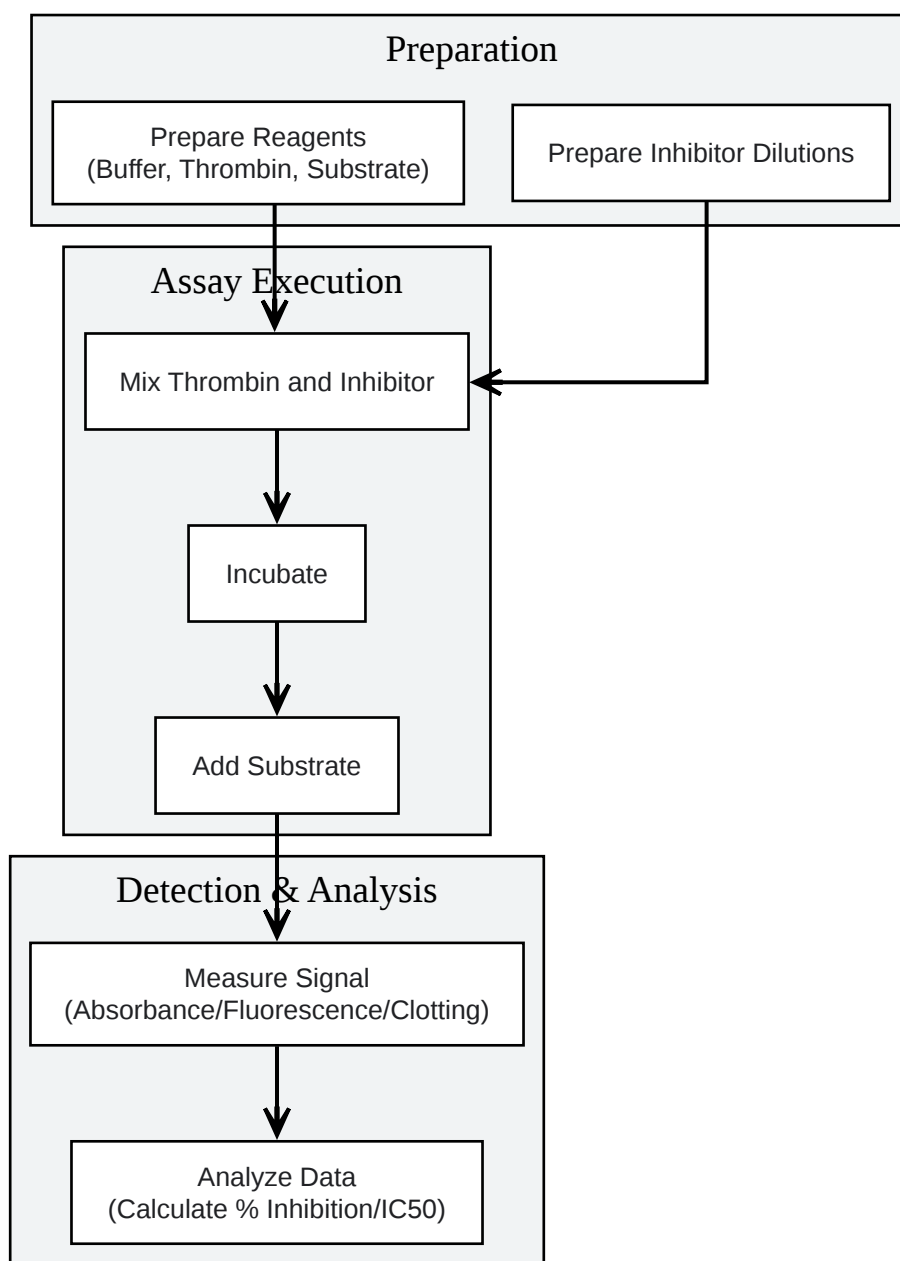 Preparation
Prepare Reagents
(Buffer, Thrombin, Substrate)
Prepare Inhibitor Dilutions
Assay Execution
Mix Thrombin and Inhibitor
Incubate
Add Substrate
Detection & Analysis
Measure Signal
(Absorbance/Fluorescence/Clotting)
Analyze Data
(Calculate % Inhibition/IC50)